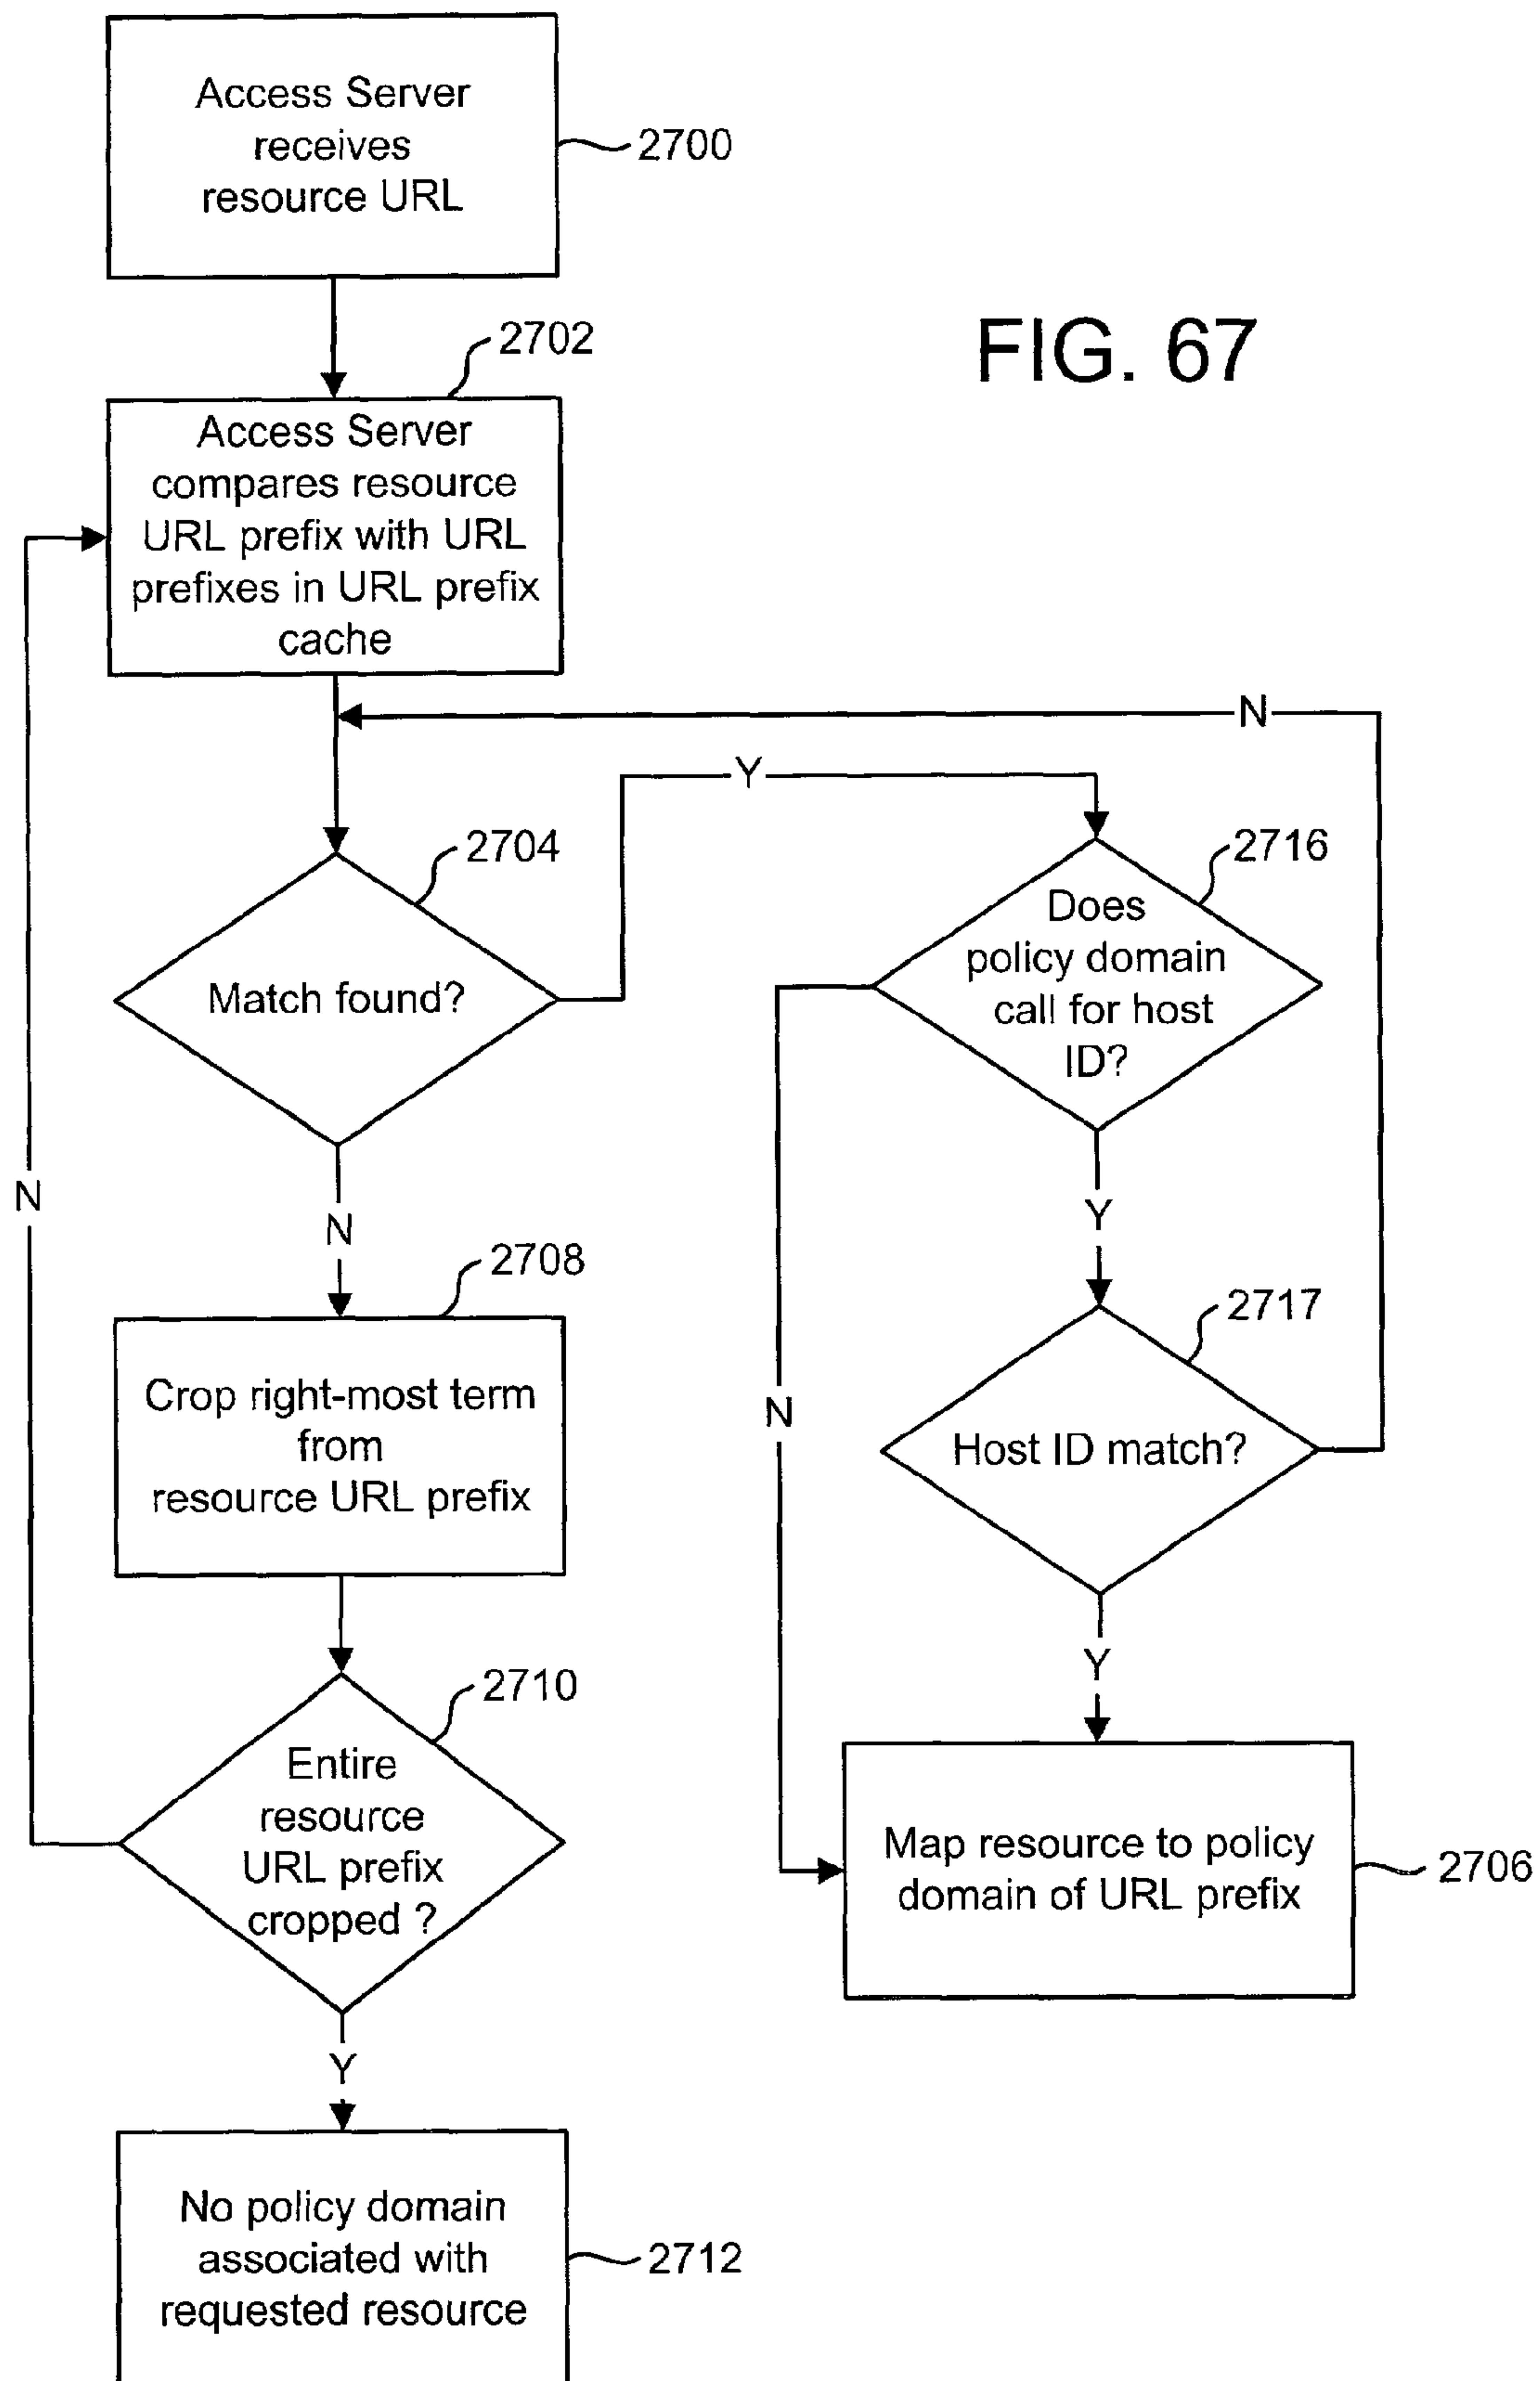 Access Server
receives
resource URL
2700
FIG. 67
2702
Access Server
compares resource
URL prefix with URL
prefixes in URL prefix
cache
N
Y
2704
Match found?
2716
Does
policy domain
call for host
ID?
N
N
Y
2708
Crop right-most term
from
resource URL prefix
2717
Host ID match?
N
Y
2710
Entire
resource
URL prefix
cropped ?
Map resource to policy
domain of URL prefix
2706
Y
No policy domain
associated with
requested resource
2712